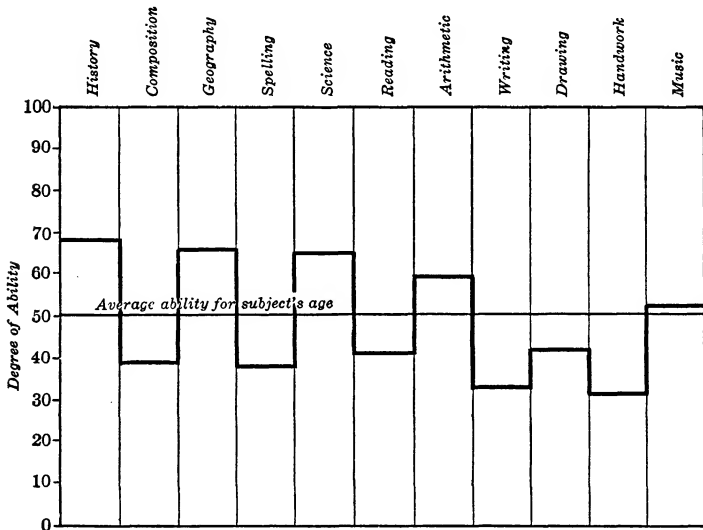 History
Composition
Geography
Spelling
Science
Reading
Arithmetic
Writing
Drawing
Handwork
Music
100
90
80
70
60
50
40
30
20
10
0
Degree of Ability
Average ability for subject's age